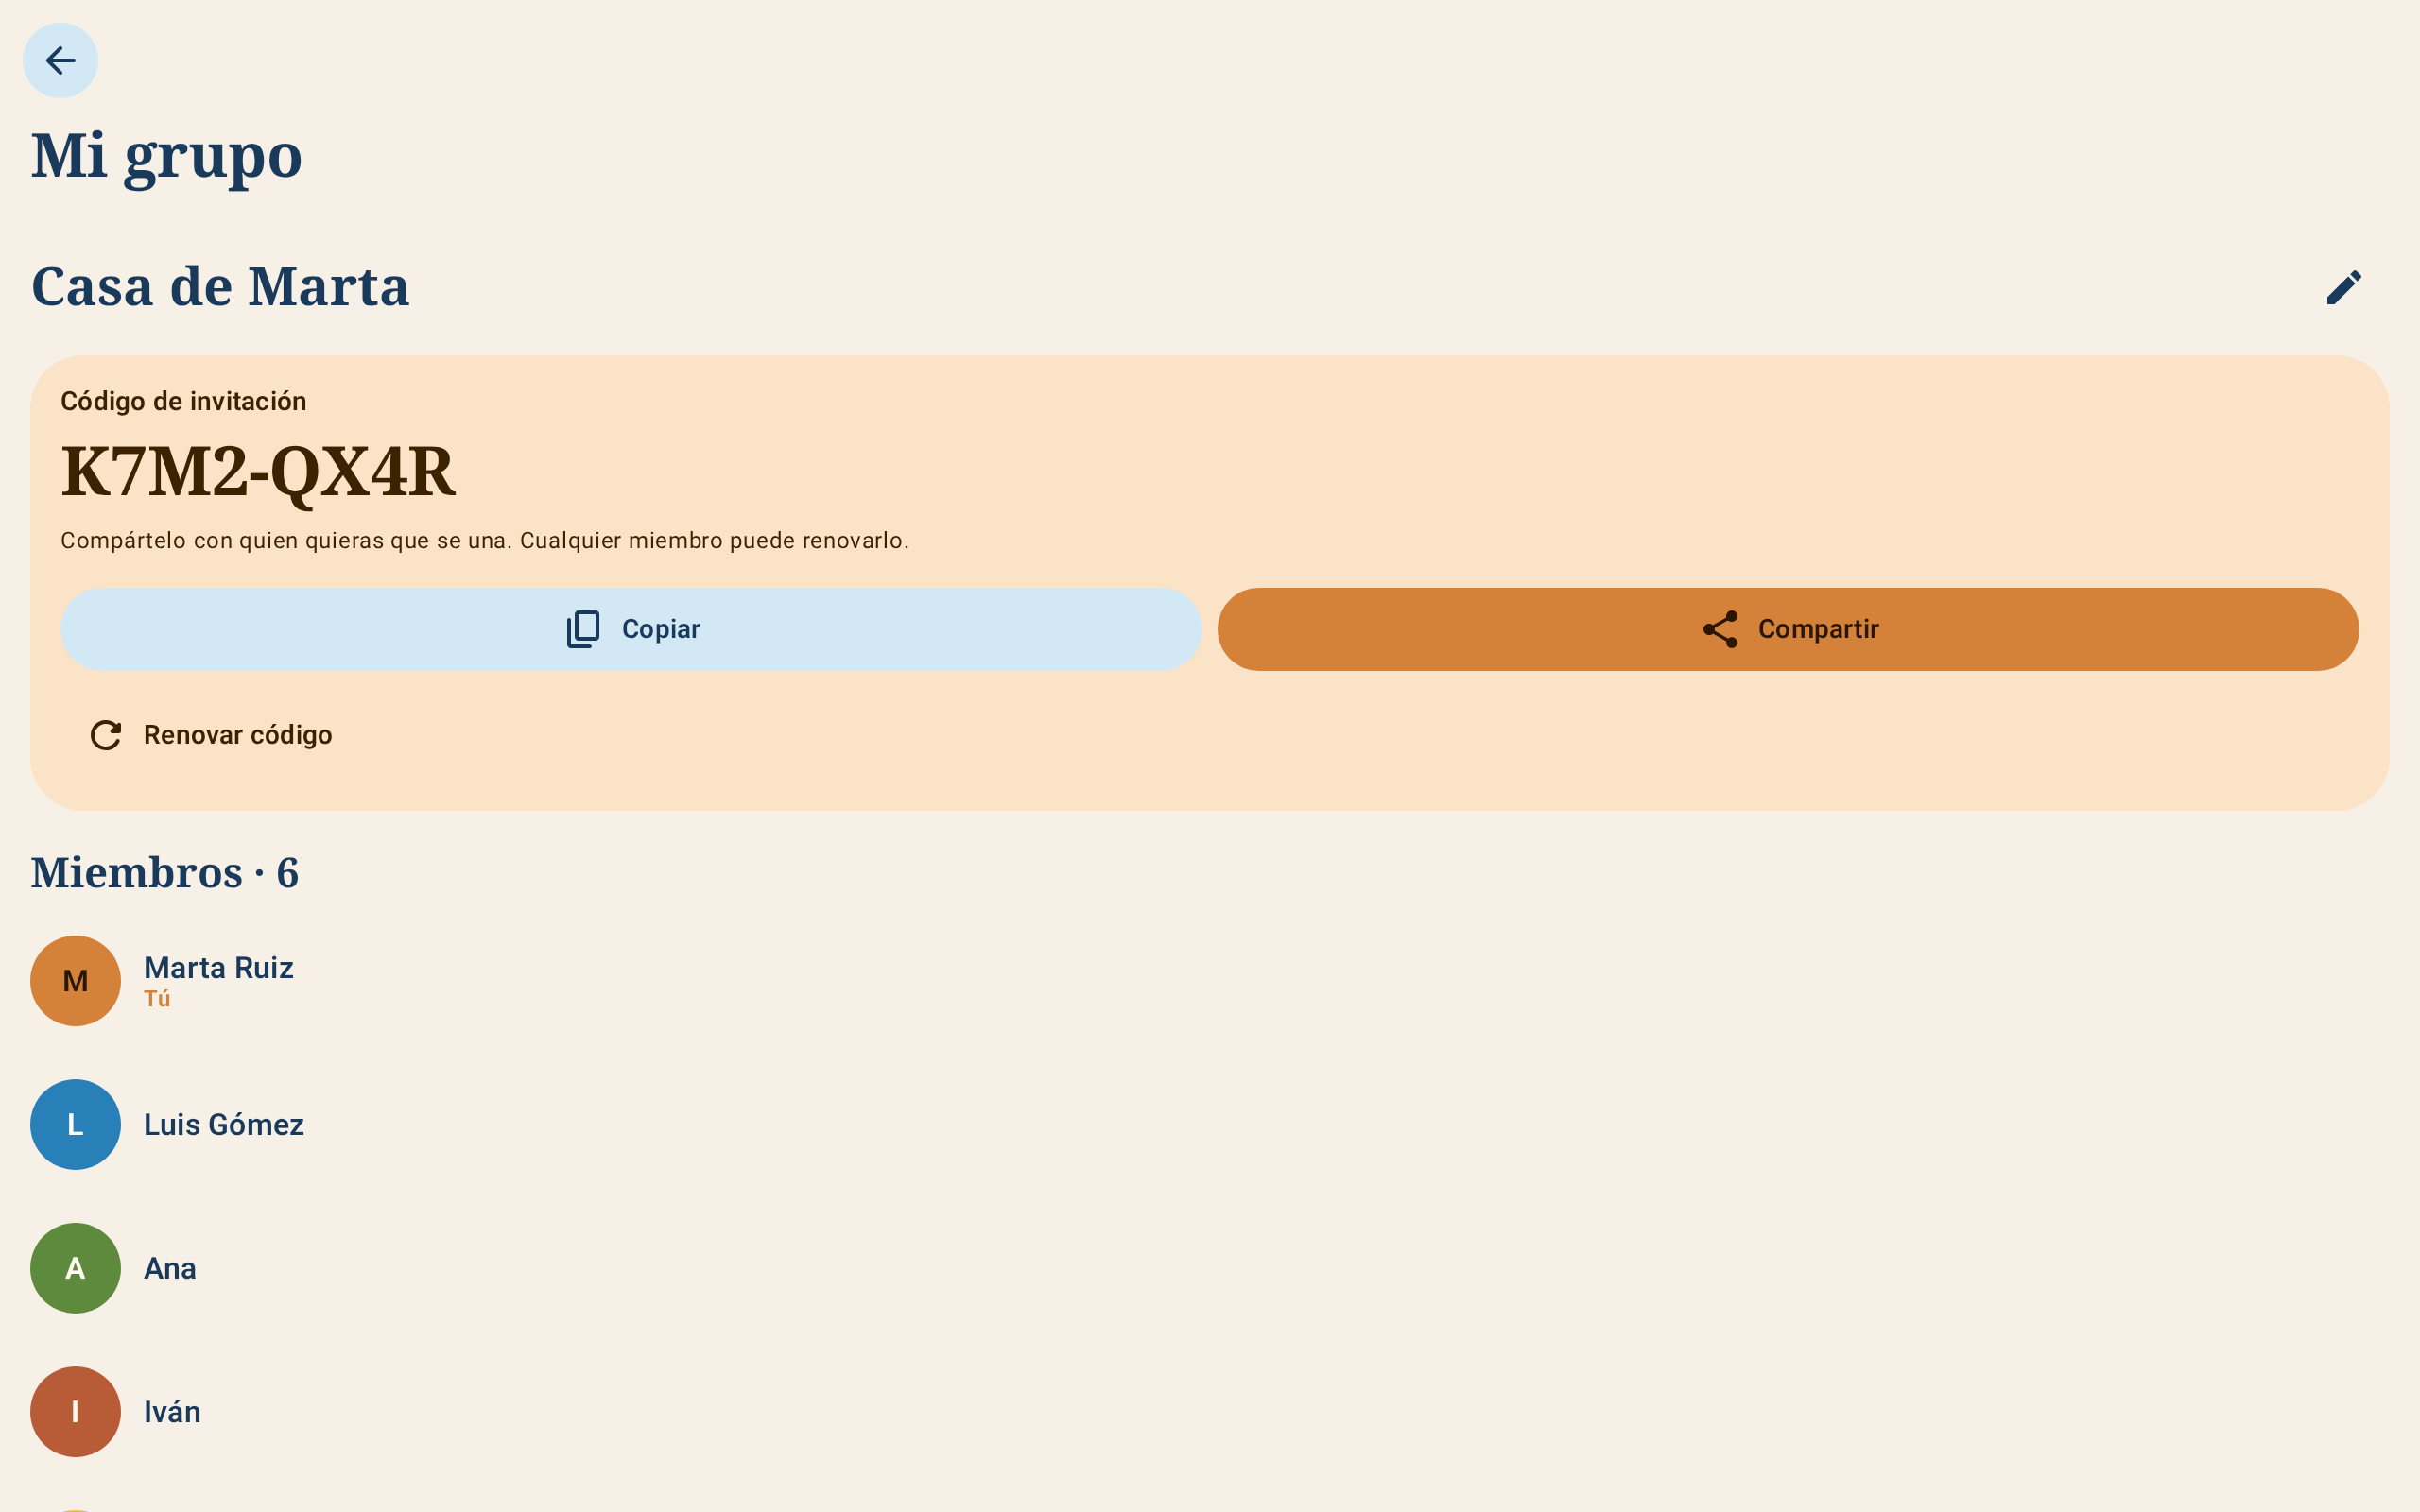 Mi grupo
Casa de Marta
Código de invitación
K7M2-QX4R
Compártelo con quien quieras que se una. Cualquier miembro puede renovarlo.
Copiar
Compartir
Renovar código
Miembros · 6
M
Marta Ruiz
Tú
L
Luis Gómez
A
Ana
I
Iván